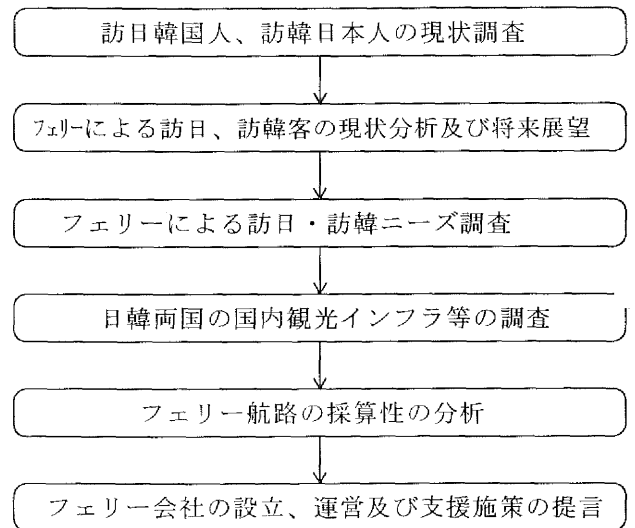 訪日韓国人、訪韓日本人の現状調査
フェリーによる訪日、訪韓客の現状分析及び将来展望
フェリーによる訪日・訪韓ニーズ調査
日韓両国の国内観光インフラ等の調査
フェリー航路の採算性の分析
フェリー会社の設立、運営及び支援施策の提言